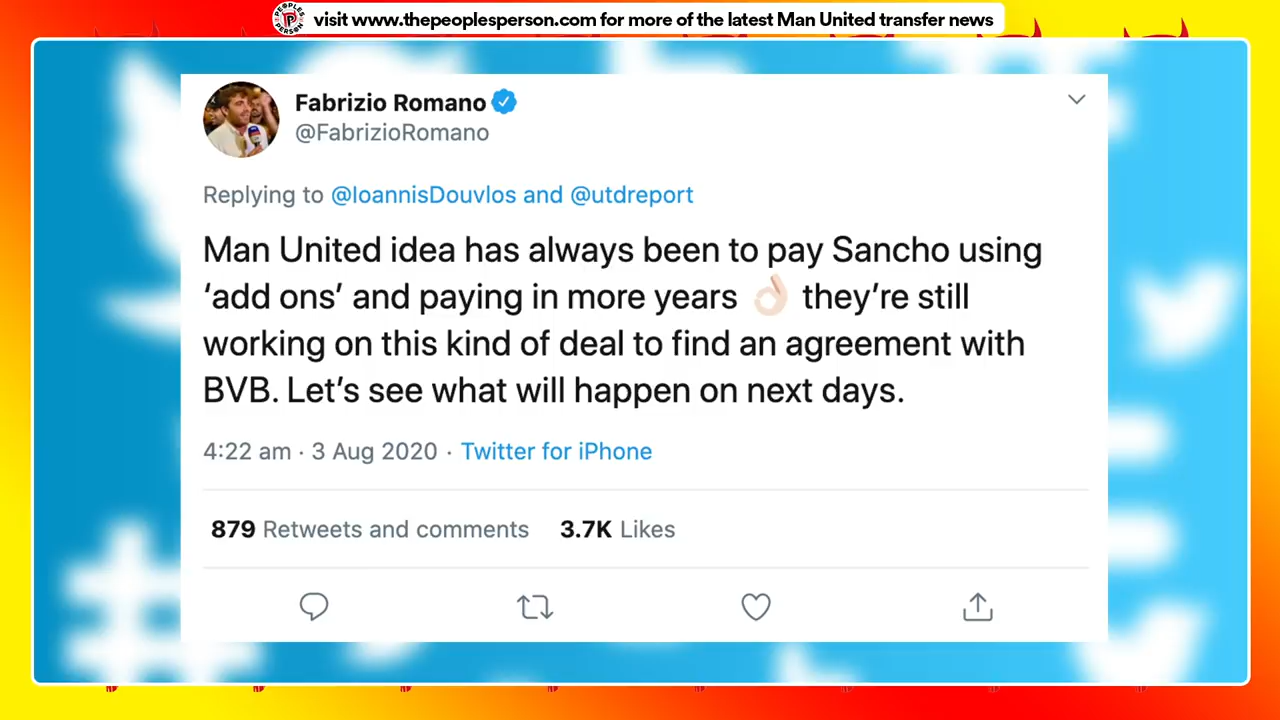 PEOPLES
PERSON
visit www.thepeoplesperson.com for more of the latest Man United transfer news
Fabrizio Romano
@FabrizioRomano
Replying to @IoannisDouvlos and @utdreport
Man United idea has always been to pay Sancho using
‘add ons’ and paying in more years 👌🏻 they’re still
working on this kind of deal to find an agreement with
BVB. Let’s see what will happen on next days.
4:22 am · 3 Aug 2020 · Twitter for iPhone
879 Retweets and comments 3.7K Likes